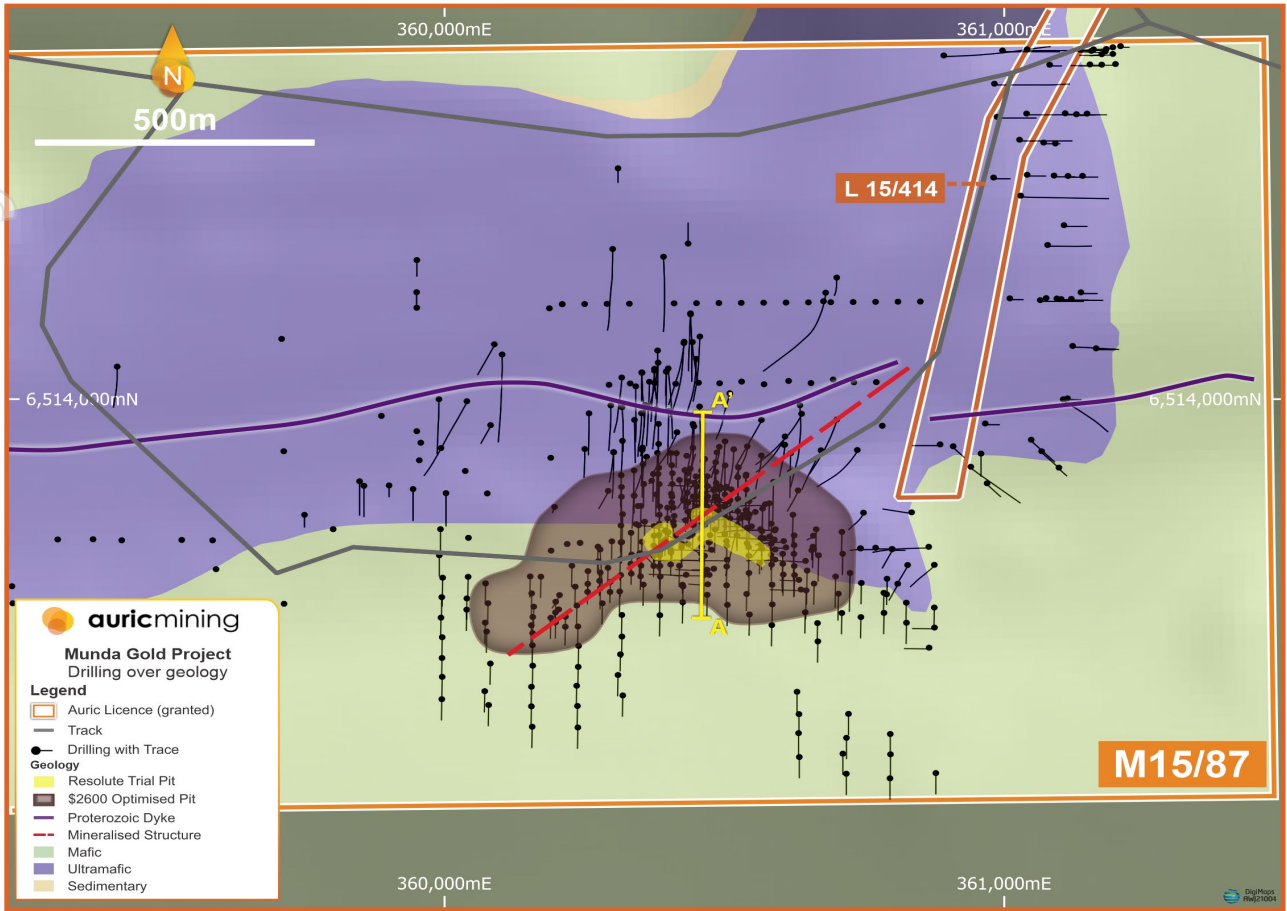 360,000mE
361,000mE
N
500m
L 15/414
6,514,000mN
6,514,000mN
A'
A
M15/87
auricmining
Munda Gold Project
Drilling over geology
Legend
Auric Licence (granted)
Track
Drilling with Trace
Geology
Resolute Trial Pit
$2600 Optimised Pit
Proterozoic Dyke
Mineralised Structure
Mafic
Ultramafic
Sedimentary
360,000mE
361,000mE
DigiMaps
RWJ21004